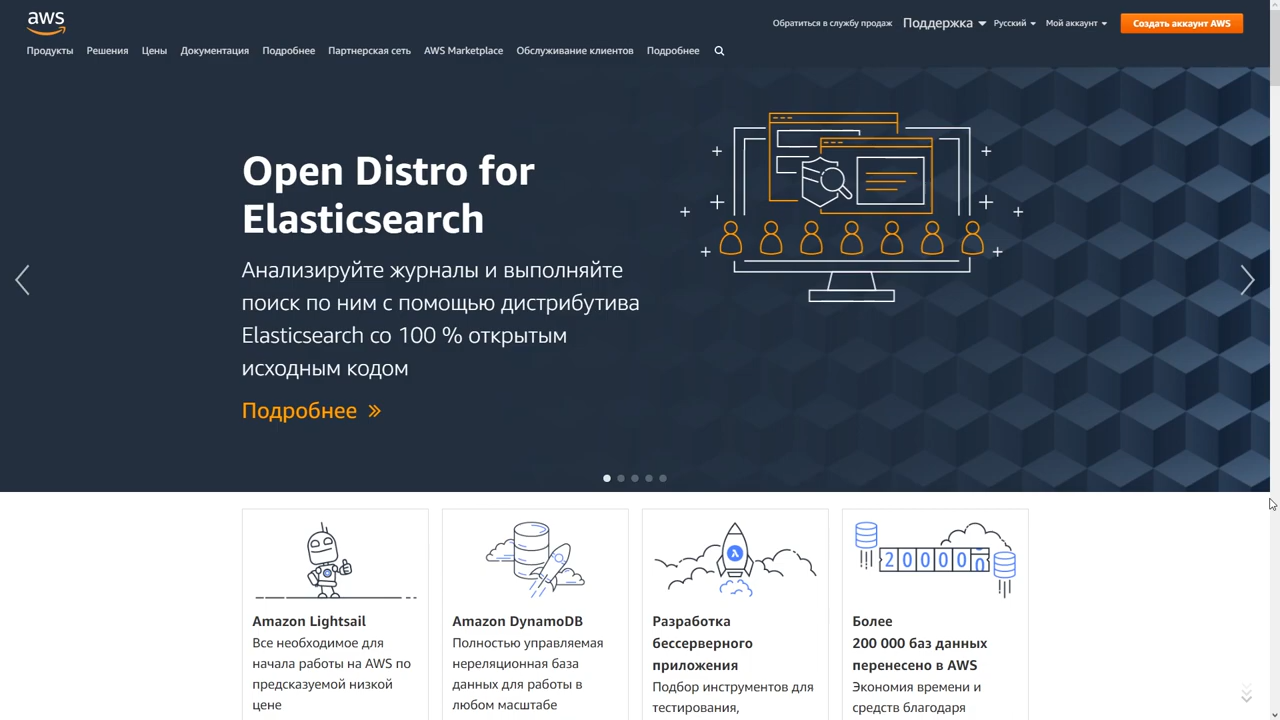 aws
Обратиться в службу продаж Поддержка Русский Мой аккаунт Создать аккаунт AWS
Продукты Решения Цены Документация Подробнее Партнерская сеть AWS Marketplace Обслуживание клиентов Подробнее
Open Distro for
Elasticsearch
Анализируйте журналы и выполняйте
поиск по ним с помощью дистрибутива
Elasticsearch со 100 % открытым
исходным кодом
Подробнее »
Amazon Lightsail
Все необходимое для
начала работы на AWS по
предсказуемой низкой
цене
Amazon DynamoDB
Полностью управляемая
нереляционная база
данных для работы в
любом масштабе
Разработка
бессерверного
приложения
Подбор инструментов для
тестирования,
20000
Более
200 000 баз данных
перенесено в AWS
Экономия времени и
средств благодаря